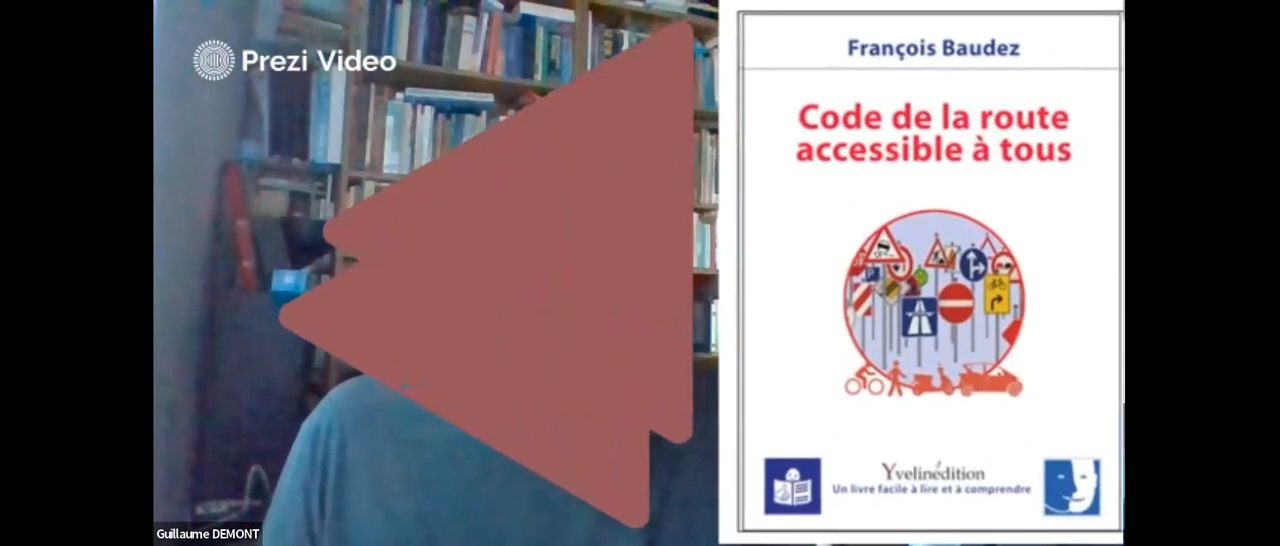 Prezi Video
François Baudez
Code de la route
accessible à tous
Yvelinédition
Un livre facile à lire et à comprendre
Guillaume DEMONT